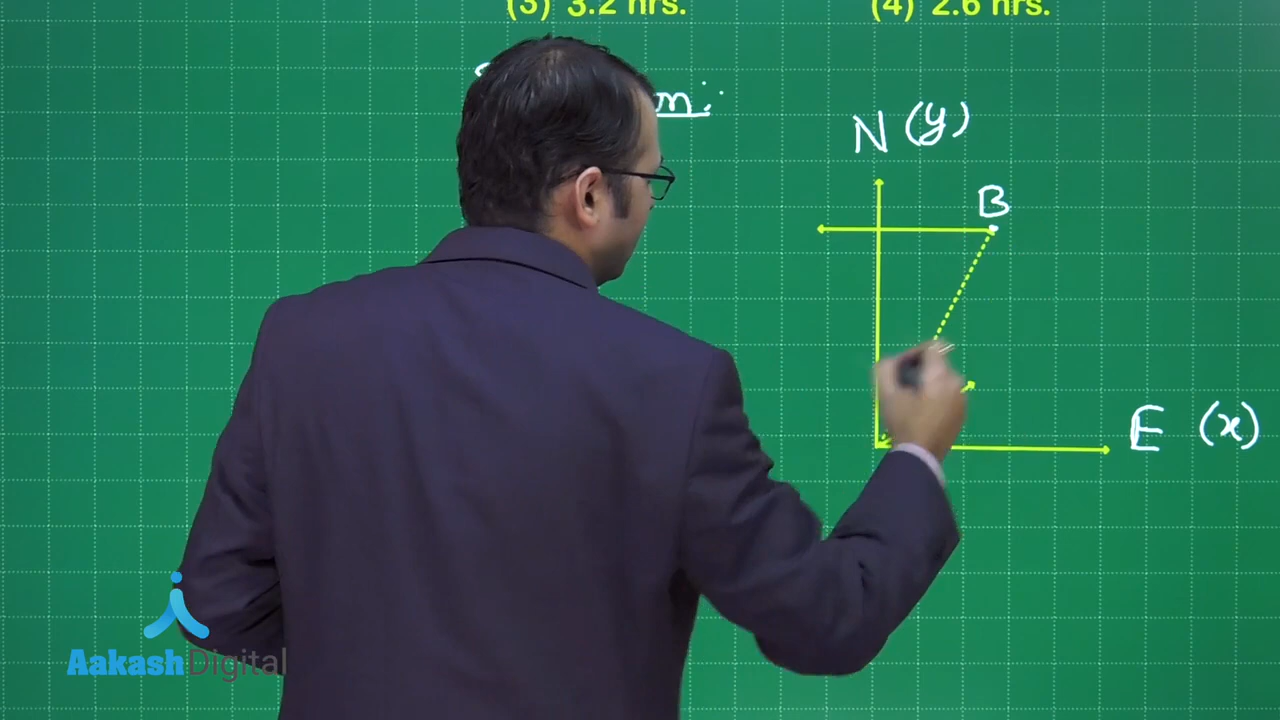 (3) 3.2 hrs. (4) 2.6 hrs.
N (y)
B
E (x)
Aakash Digital